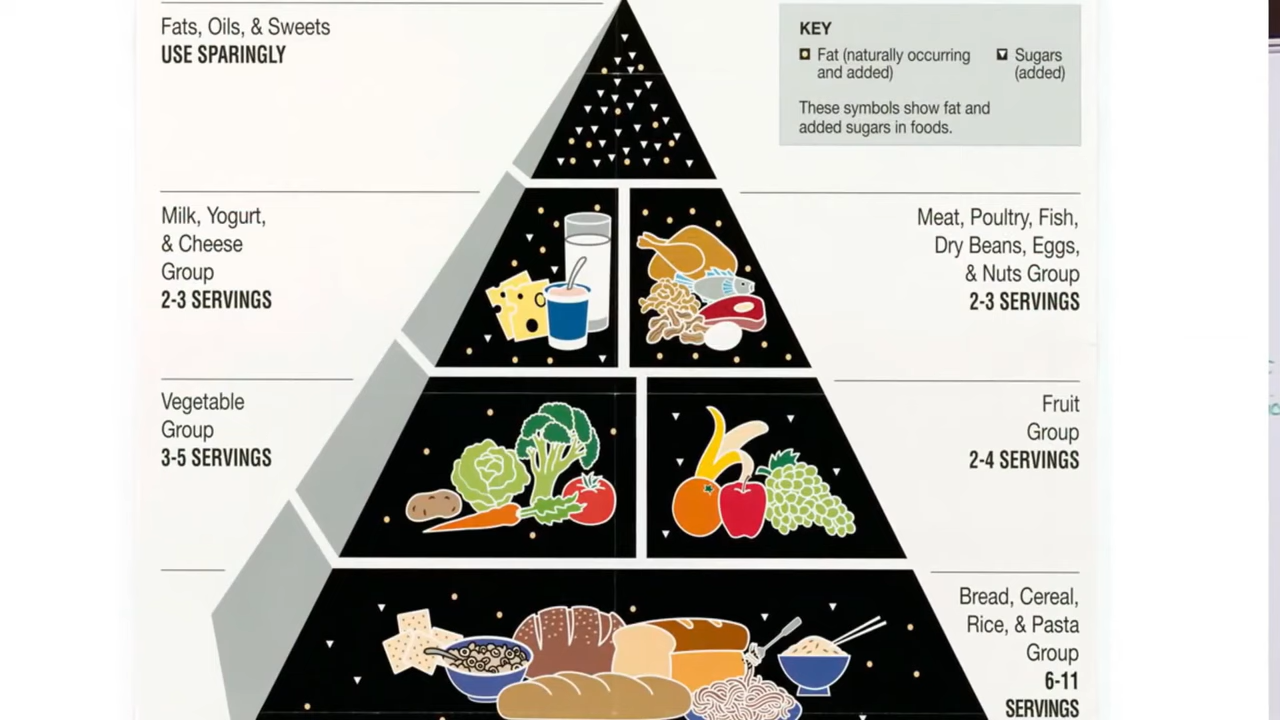 Fats, Oils, & Sweets
USE SPARINGLY
KEY
Fat (naturally occurring
and added)
Sugars
(added)
These symbols show fat and
added sugars in foods.
Milk, Yogurt,
& Cheese
Group
2-3 SERVINGS
Meat, Poultry, Fish,
Dry Beans, Eggs,
& Nuts Group
2-3 SERVINGS
Vegetable
Group
3-5 SERVINGS
Fruit
Group
2-4 SERVINGS
Bread, Cereal,
Rice, & Pasta
Group
6-11
SERVINGS